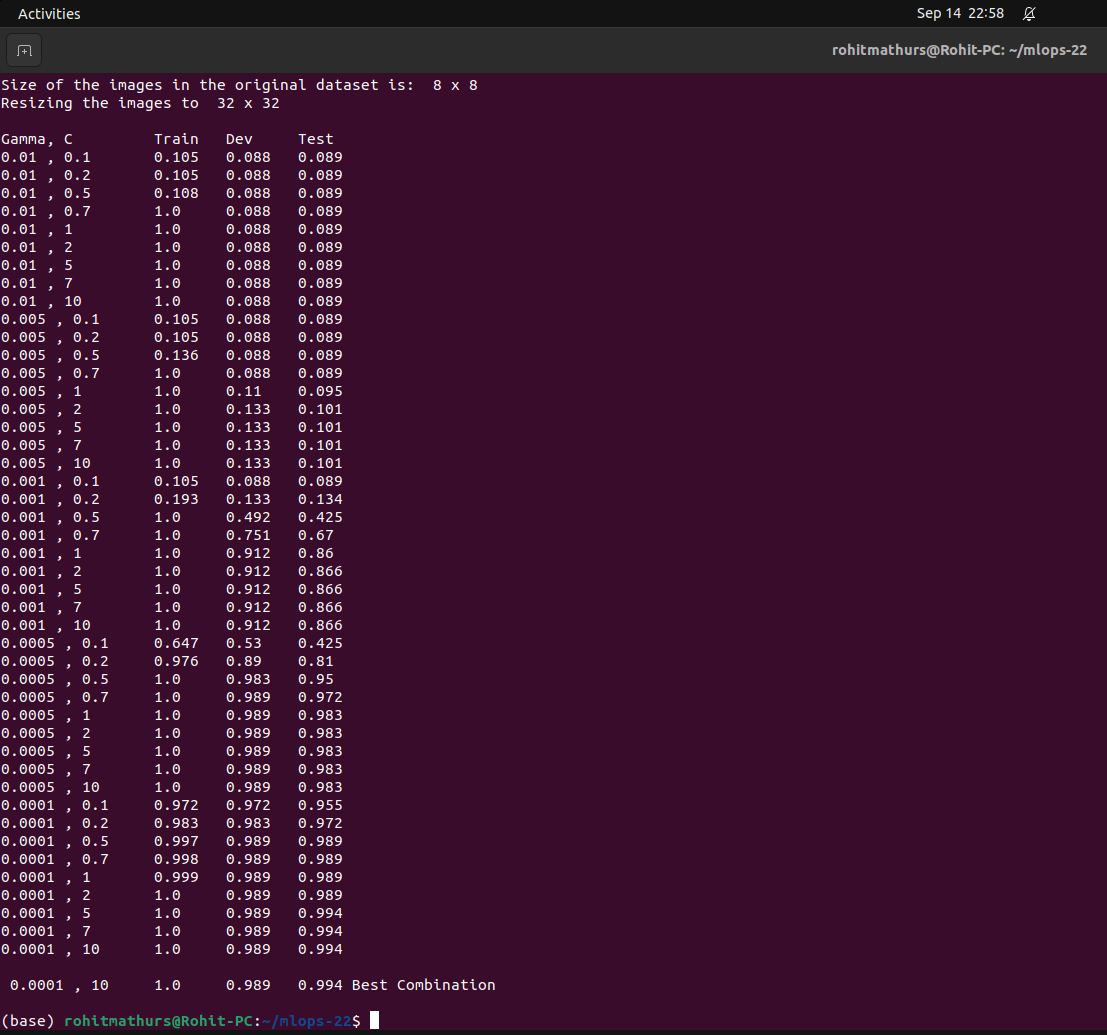 Activities
Sep 14 22:58
rohitmathurs@Rohit-PC: ~/mlops-22
Size of the images in the original dataset is:  8 x 8
Resizing the images to  32 x 32
Gamma, C         Train   Dev     Test
0.01 , 0.1       0.105   0.088   0.089
0.01 , 0.2       0.105   0.088   0.089
0.01 , 0.5       0.108   0.088   0.089
0.01 , 0.7       1.0     0.088   0.089
0.01 , 1         1.0     0.088   0.089
0.01 , 2         1.0     0.088   0.089
0.01 , 5         1.0     0.088   0.089
0.01 , 7         1.0     0.088   0.089
0.01 , 10        1.0     0.088   0.089
0.005 , 0.1      0.105   0.088   0.089
0.005 , 0.2      0.105   0.088   0.089
0.005 , 0.5      0.136   0.088   0.089
0.005 , 0.7      1.0     0.088   0.089
0.005 , 1        1.0     0.11    0.095
0.005 , 2        1.0     0.133   0.101
0.005 , 5        1.0     0.133   0.101
0.005 , 7        1.0     0.133   0.101
0.005 , 10       1.0     0.133   0.101
0.001 , 0.1      0.105   0.088   0.089
0.001 , 0.2      0.193   0.133   0.134
0.001 , 0.5      1.0     0.492   0.425
0.001 , 0.7      1.0     0.751   0.67
0.001 , 1        1.0     0.912   0.86
0.001 , 2        1.0     0.912   0.866
0.001 , 5        1.0     0.912   0.866
0.001 , 7        1.0     0.912   0.866
0.001 , 10       1.0     0.912   0.866
0.0005 , 0.1     0.647   0.53    0.425
0.0005 , 0.2     0.976   0.89    0.81
0.0005 , 0.5     1.0     0.983   0.95
0.0005 , 0.7     1.0     0.989   0.972
0.0005 , 1       1.0     0.989   0.983
0.0005 , 2       1.0     0.989   0.983
0.0005 , 5       1.0     0.989   0.983
0.0005 , 7       1.0     0.989   0.983
0.0005 , 10      1.0     0.989   0.983
0.0001 , 0.1     0.972   0.972   0.955
0.0001 , 0.2     0.983   0.983   0.972
0.0001 , 0.5     0.997   0.989   0.989
0.0001 , 0.7     0.998   0.989   0.989
0.0001 , 1       0.999   0.989   0.989
0.0001 , 2       1.0     0.989   0.989
0.0001 , 5       1.0     0.989   0.994
0.0001 , 7       1.0     0.989   0.994
0.0001 , 10      1.0     0.989   0.994
0.0001 , 10     1.0     0.989   0.994 Best Combination
(base) rohitmathurs@Rohit-PC:~/mlops-22$